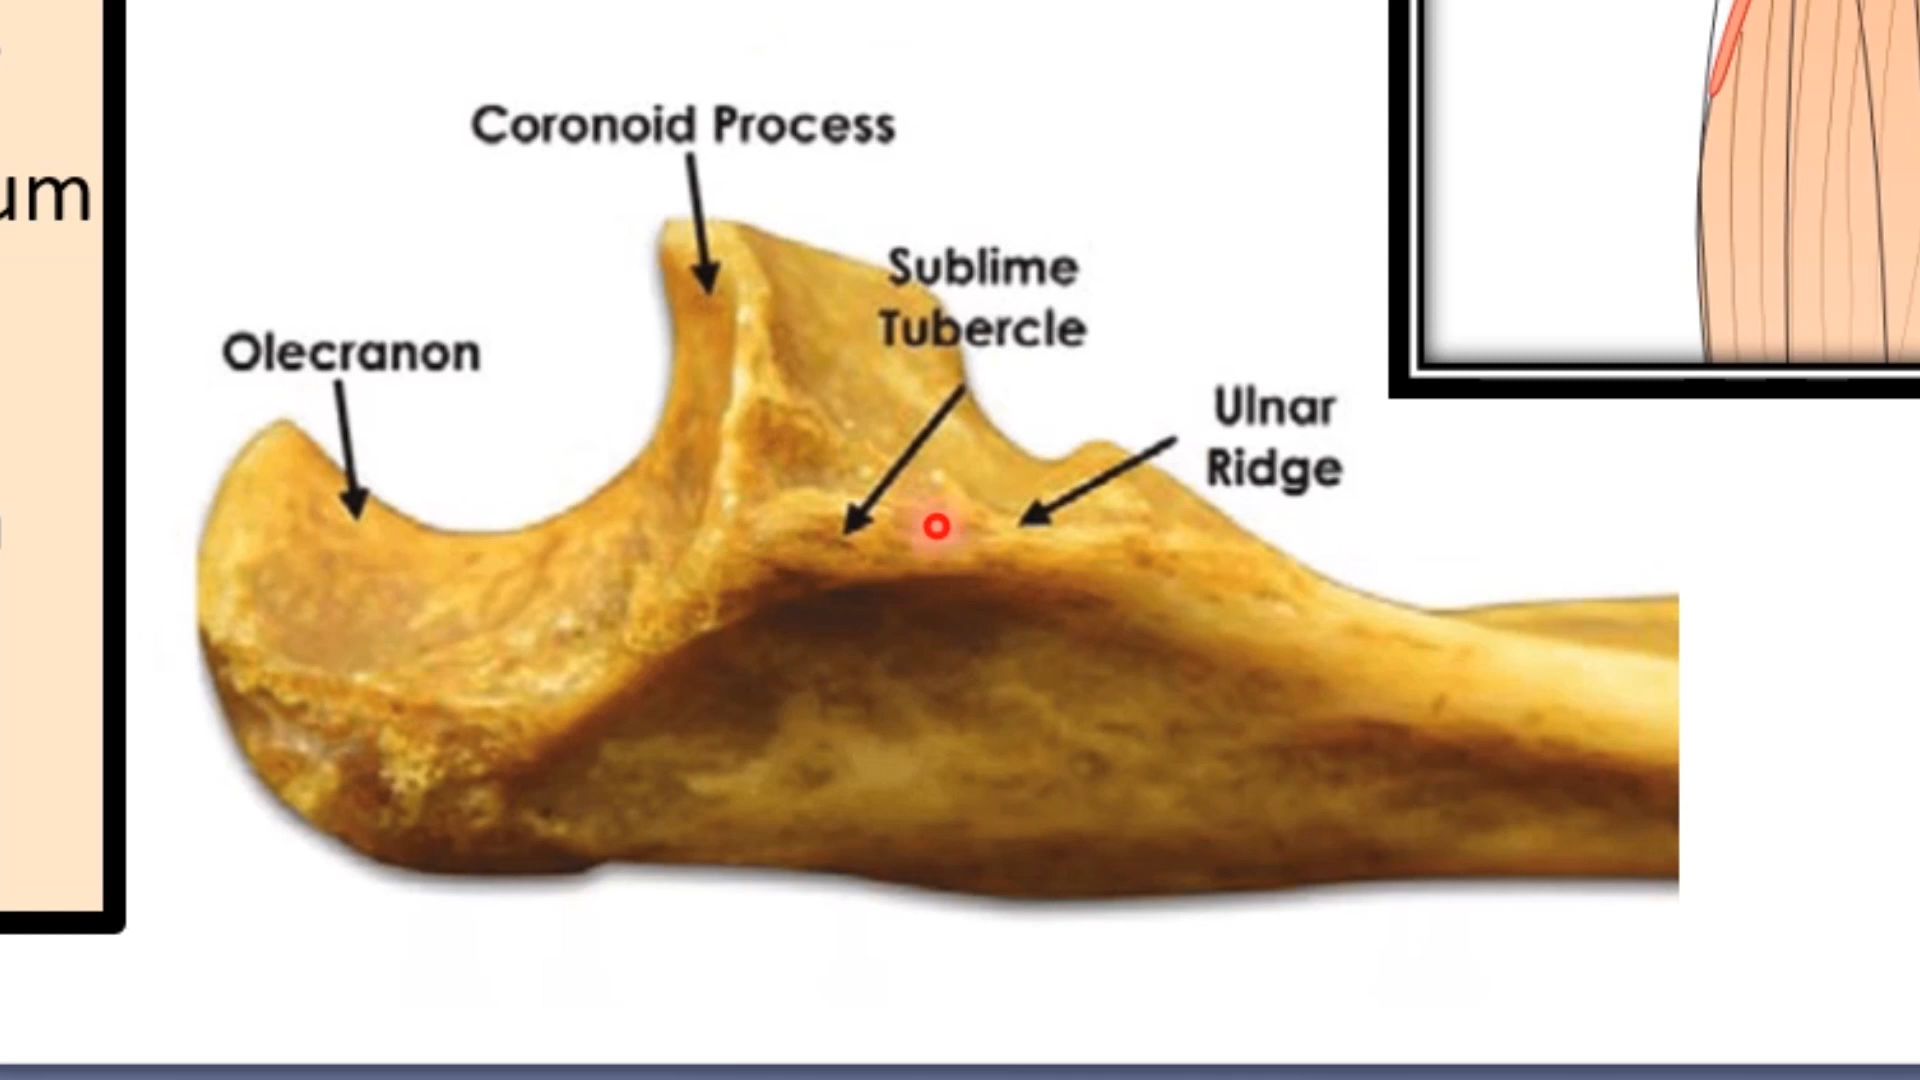 um
Coronoid Process
Sublime
Tubercle
Olecranon
Ulnar
Ridge